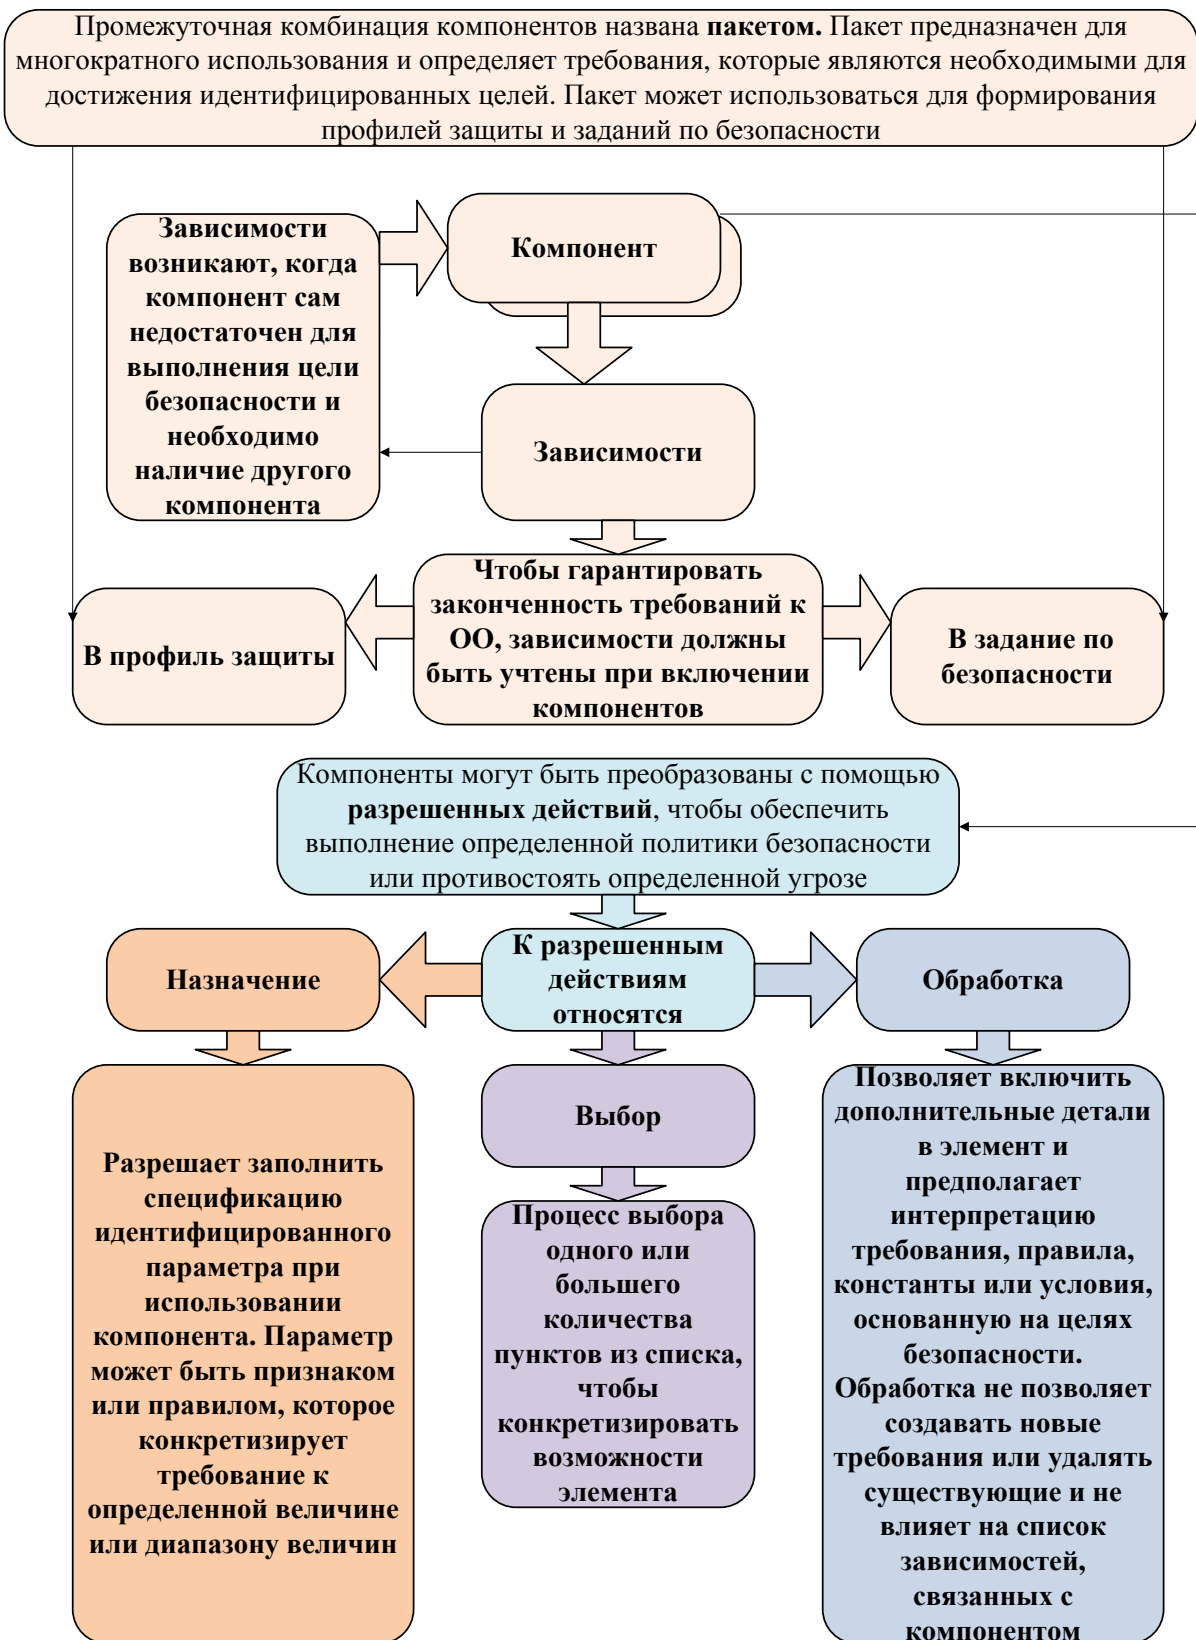 Промежуточная комбинация компонентов названа пакетом. Пакет предназначен для
многократного использования и определяет требования, которые являются необходимыми для
достижения идентифицированных целей. Пакет может использоваться для формирования
профилей защиты и заданий по безопасности
Зависимости
возникают, когда
компонент сам
недостаточен для
выполнения цели
безопасности и
необходимо
наличие другого
компонента
Компонент
Зависимости
Чтобы гарантировать
законченность требований к
ОО, зависимости должны
быть учтены при включении
компонентов
В профиль защиты
В задание по
безопасности
Компоненты могут быть преобразованы с помощью
разрешенных действий, чтобы обеспечить
выполнение определенной политики безопасности
или противостоять определенной угрозе
Назначение
К разрешенным
действиям
относятся
Обработка
Разрешает заполнить
спецификацию
идентифицированного
параметра при
использовании
компонента. Параметр
может быть признаком
или правилом, которое
конкретизирует
требование к
определенной величине
или диапазону величин
Выбор
Процесс выбора
одного или
большего
количества
пунктов из списка,
чтобы
конкретизировать
возможности
элемента
Позволяет включить
дополнительные детали
в элемент и
предполагает
интерпретацию
требования, правила,
константы или условия,
основанную на целях
безопасности.
Обработка не позволяет
создавать новые
требования или удалять
существующие и не
влияет на список
зависимостей,
связанных с
компонентом